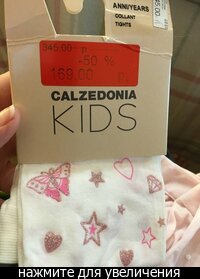 ANNI/YEARS
COLLANT
TIGHTS
345.00 р
-50 %
169.00 р.
CALZEDONIA
KIDS
нажмите для увеличения